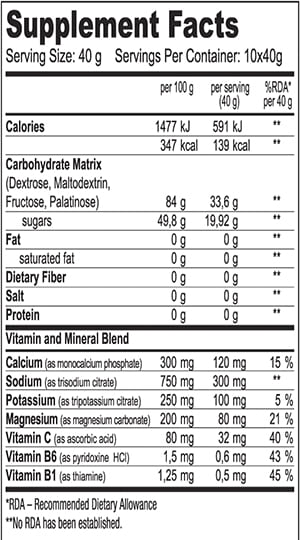 Supplement Facts
Serving Size: 40 g Servings Per Container: 10x40g
per 100 g per serving (40 g) %RDA* per 40 g
Calories 1477 kJ 591 kJ **
347 kcal 139 kcal **
Carbohydrate Matrix
(Dextrose, Maltodextrin,
Fructose, Palatinose) 84 g 33,6 g **
sugars 49,8 g 19,92 g **
Fat 0 g 0 g **
saturated fat 0 g 0 g **
Dietary Fiber 0 g 0 g **
Salt 0 g 0 g **
Protein 0 g 0 g **
Vitamin and Mineral Blend
Calcium (as monocalcium phosphate) 300 mg 120 mg 15 %
Sodium (as trisodium citrate) 750 mg 300 mg **
Potassium (as tripotassium citrate) 250 mg 100 mg 5 %
Magnesium (as magnesium carbonate) 200 mg 80 mg 21 %
Vitamin C (as ascorbic acid) 80 mg 32 mg 40 %
Vitamin B6 (as pyridoxine HCl) 1,5 mg 0,6 mg 43 %
Vitamin B1 (as thiamine) 1,25 mg 0,5 mg 45 %
*RDA – Recommended Dietary Allowance
**No RDA has been established.